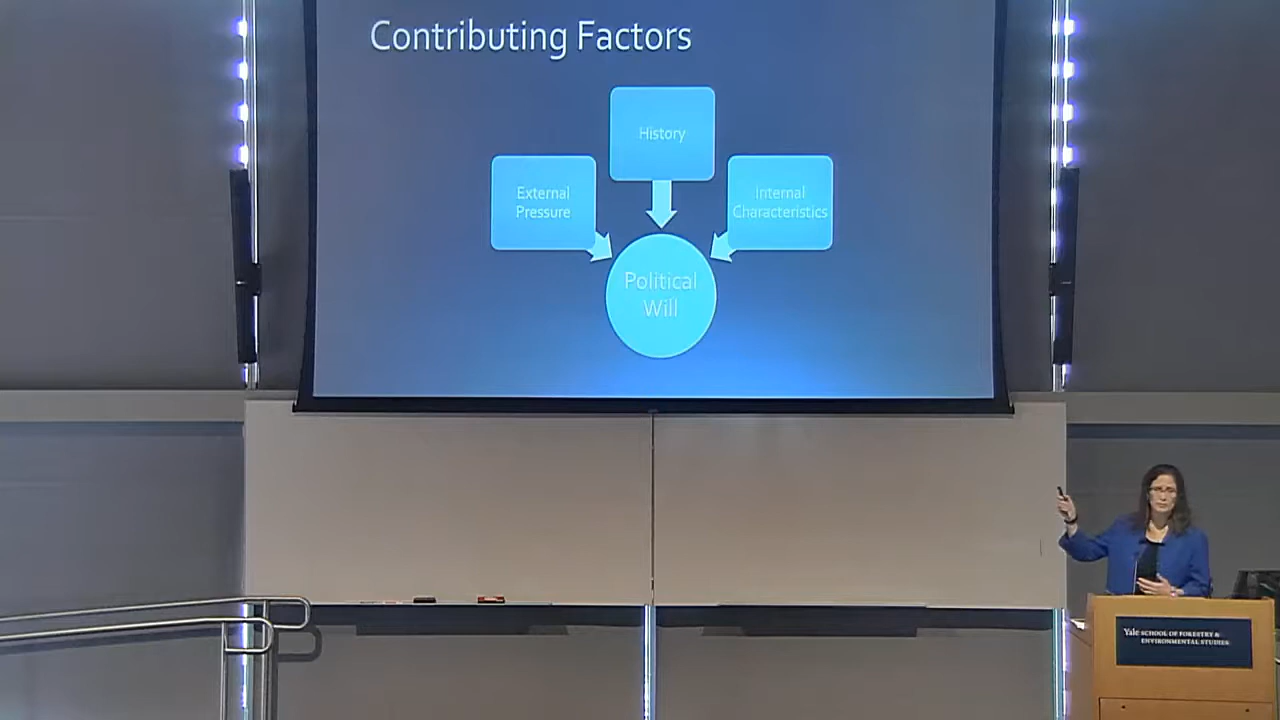 Contributing Factors
History
External
Pressure
Internal
Characteristics
Political
Will
Yale SCHOOL OF FORESTRY &
ENVIRONMENTAL STUDIES